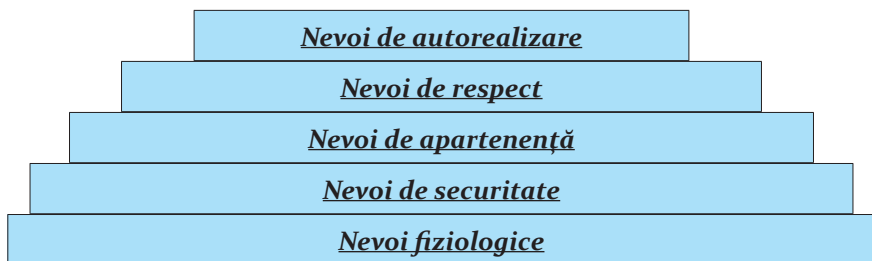 Nevoi de autorealizare
Nevoi de respect
Nevoi de apartenență
Nevoi de securitate
Nevoi fiziologice